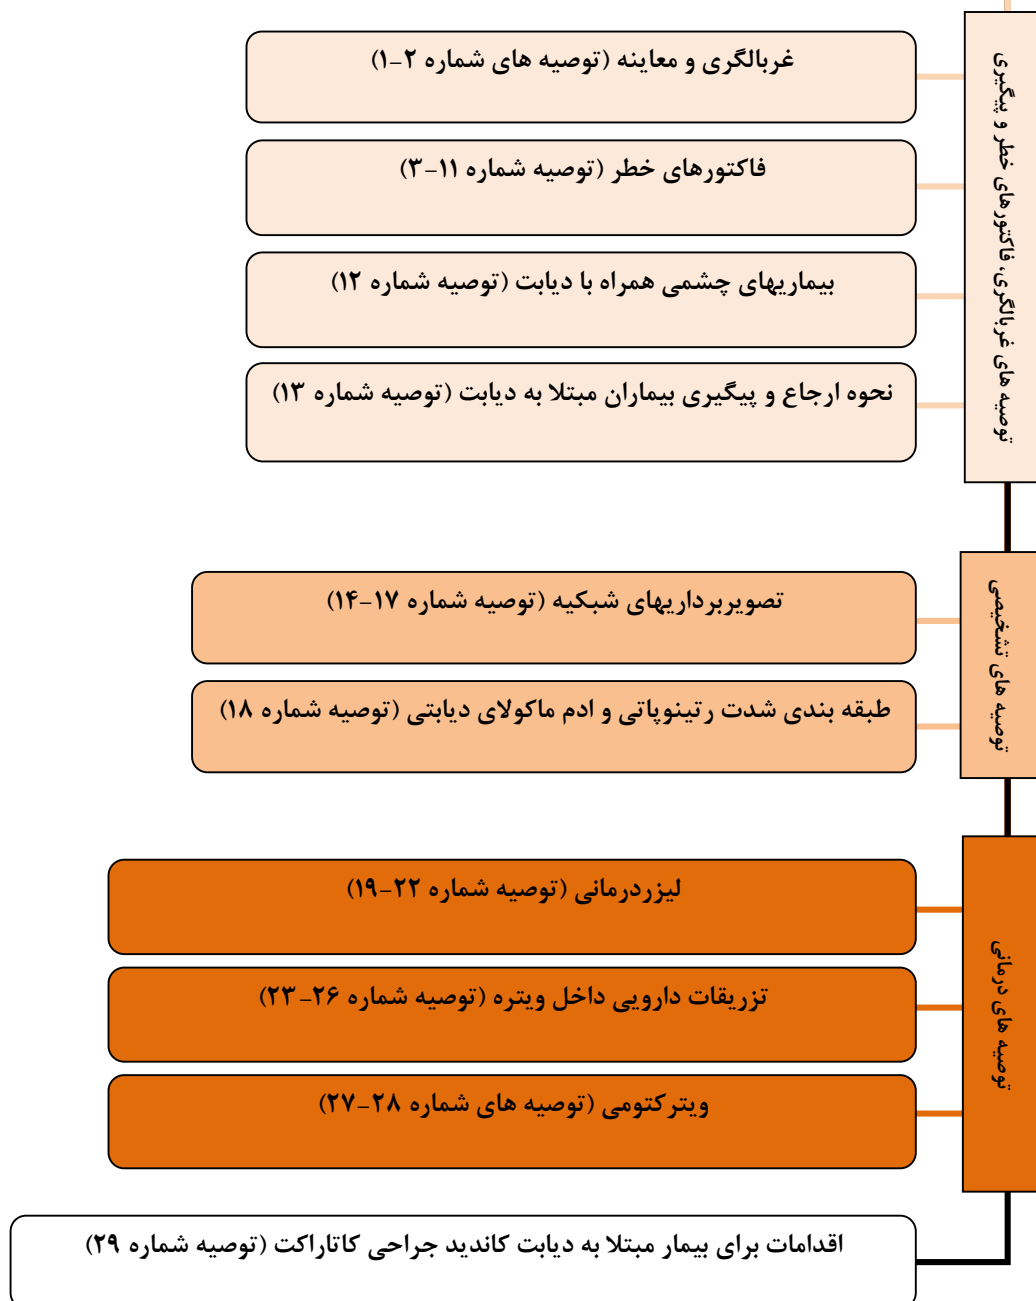 توصیه های غربالگری، فاکتورهای خطر و پیگیری
غربالگری و معاینه (توصیه های شماره ۲-۱)
فاکتورهای خطر (توصیه شماره ۱۱-۳)
بیماریهای چشمی همراه با دیابت (توصیه شماره ۱۲)
نحوه ارجاع و پیگیری بیماران مبتلا به دیابت (توصیه شماره ۱۳)
توصیه های تشخیصی
تصویربرداریهای شبکیه (توصیه شماره ۱۷-۱۴)
طبقه بندی شدت رتینوپاتی و ادم ماکولای دیابتی (توصیه شماره ۱۸)
توصیه های درمانی
لیزردرمانی (توصیه شماره ۲۲-۱۹)
تزریقات دارویی داخل ویتره (توصیه شماره ۲۶-۲۳)
ویترکتومی (توصیه های شماره ۲۸-۲۷)
اقدامات برای بیمار مبتلا به دیابت کاندید جراحی کاتاراکت (توصیه شماره ۲۹)